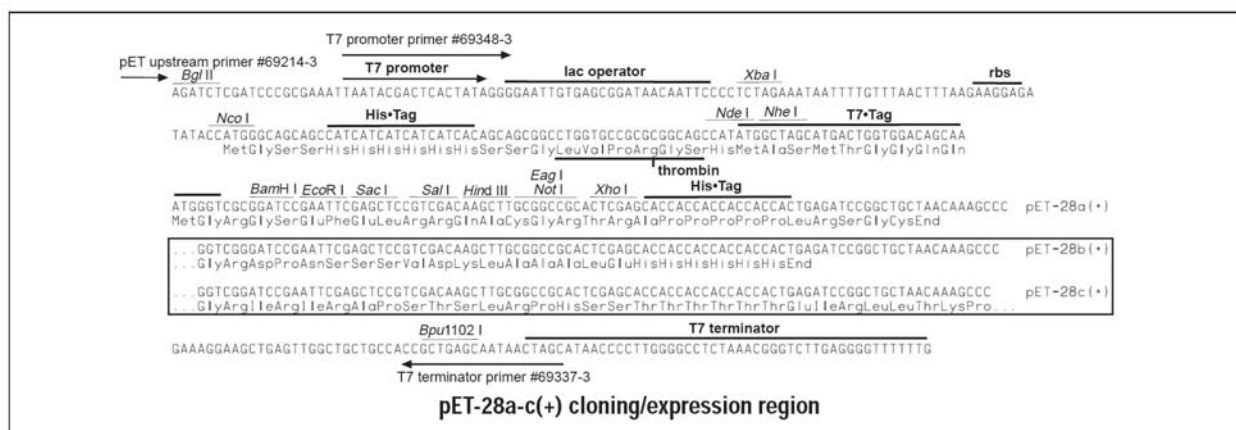 T7 promoter primer #69348-3
pET upstream primer #69214-3
Bgl II T7 promoter lac operator Xba I rbs
AGATCTCGATCCCGCGAAATTAATACGACTCACTATAGGGGAATTGTGAGCGGATAACAATTCCCCTCTAGAAATAATTTTGTTTAACTTTAAGAAGGAGA
Nco I His•Tag Nde I Nhe I T7•Tag
TATACCATGGGCAGCAGCCATCATCATCATCATCACAGCAGCGGCCTGGTGCCGCGCGGCAGCCATATGGCTAGCATGACTGGTGGACAGCAA
MetGlySerSerHisHisHisHisHisHisSerSerGlyLeuValProArgGlySerHisMetAlaSerMetThrGlyGlyGlnGln
thrombin
BamH I EcoR I Sac I Sal I Hind III Eag I Not I Xho I His•Tag
ATGGGTCGCGGATCCGAATTCGAGCTCCGTCGACAAGCTTGCGGCCGCACTCGAGCACCACCACCACCACCACTGAGATCCGGCTGCTAACAAAGCCC pET-28a(+)
MetGlyArgGlySerGluPheGluLeuArgArgGlnAlaCysGlyArgThrArgAlaProProProProProLeuArgSerGlyCysEnd
...GGTCGGGATCCGAATTCGAGCTCCGTCGACAAGCTTGCGGCCGCACTCGAGCACCACCACCACCACCACTGAGATCCGGCTGCTAACAAAGCCC pET-28b(+)
...GlyArgAspProAsnSerSerSerValAspLysLeuAlaAlaAlaLeuGluHisHisHisHisHisHisEnd
...GGTCGGATCCGAATTCGAGCTCCGTCGACAAGCTTGCGGCCGCACTCGAGCACCACCACCACCACCACTGAGATCCGGCTGCTAACAAAGCCC pET-28c(+)
...GlyArgIleArgIleArgAlaProSerThrSerLeuArgProHisSerSerThrThrThrThrThrThrGluIleArgLeuLeuThrLysPro...
Bpu1102 I T7 terminator
GAAAGGAAGCTGAGTTGGCTGCTGCCACCGCTGAGCAATAACTAGCATAACCCCTTGGGGCCTCTAAACGGGTCTTGAGGGGTTTTTTG
T7 terminator primer #69337-3
pET-28a-c(+) cloning/expression region